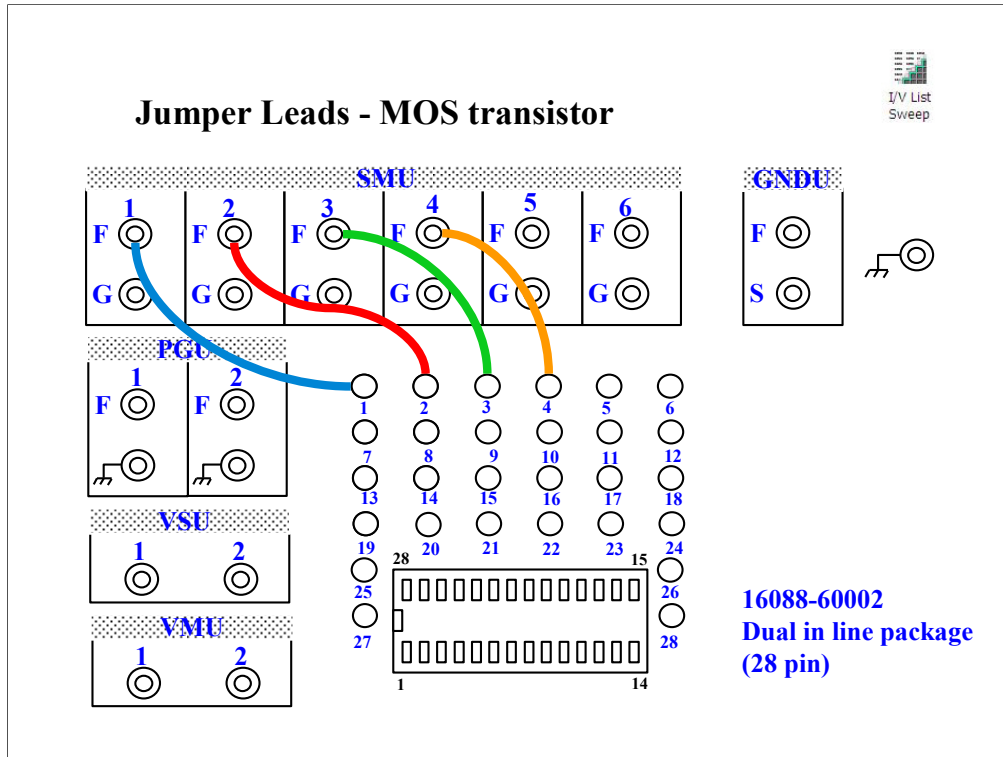 I/V List
Sweep
Jumper Leads - MOS transistor
SMU
GNDU
1 2 3 4 5 6
F F F F F F F
G G G G G G S
PGU
1 2
F F
1 2 3 4 5 6
7 8 9 10 11 12
13 14 15 16 17 18
VSU
1 2
19 20 21 22 23 24
28 15
25 26
16088-60002
Dual in line package
(28 pin)
VMU
1 2
27 28
1 14